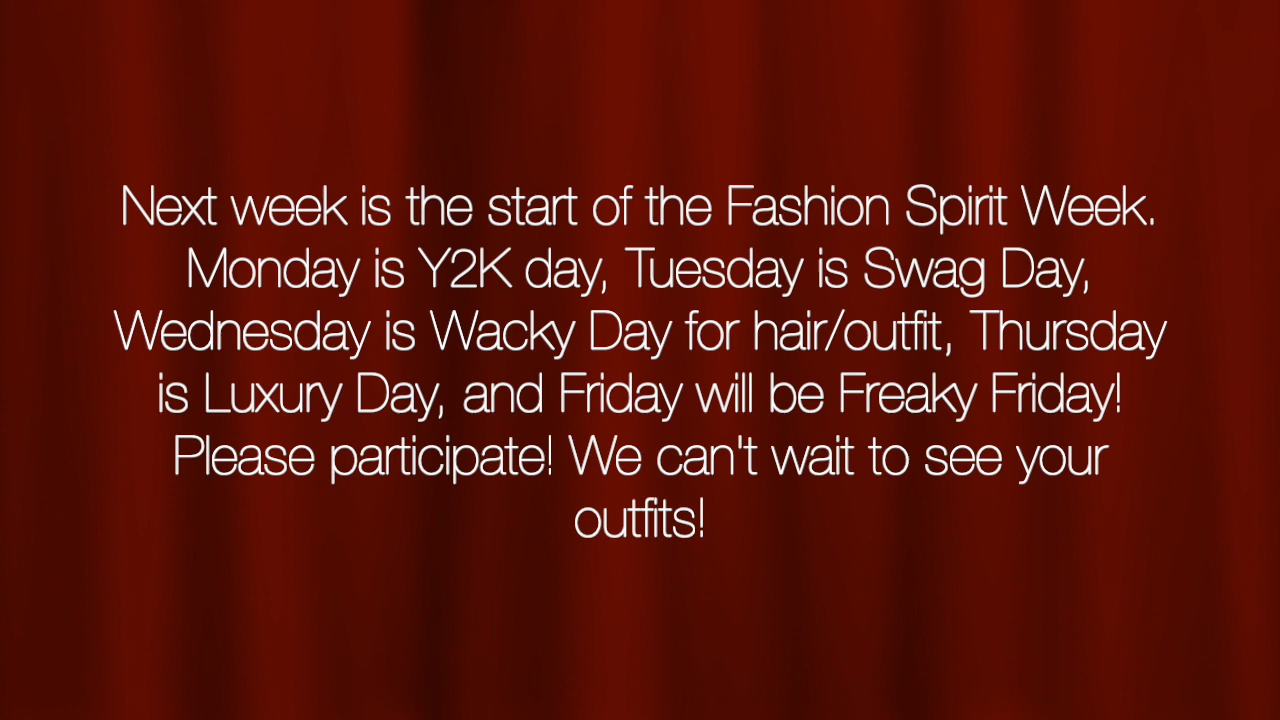 Next week is the start of the Fashion Spirit Week.
Monday is Y2K day, Tuesday is Swag Day,
Wednesday is Wacky Day for hair/outfit, Thursday
is Luxury Day, and Friday will be Freaky Friday!
Please participate! We can't wait to see your
outfits!